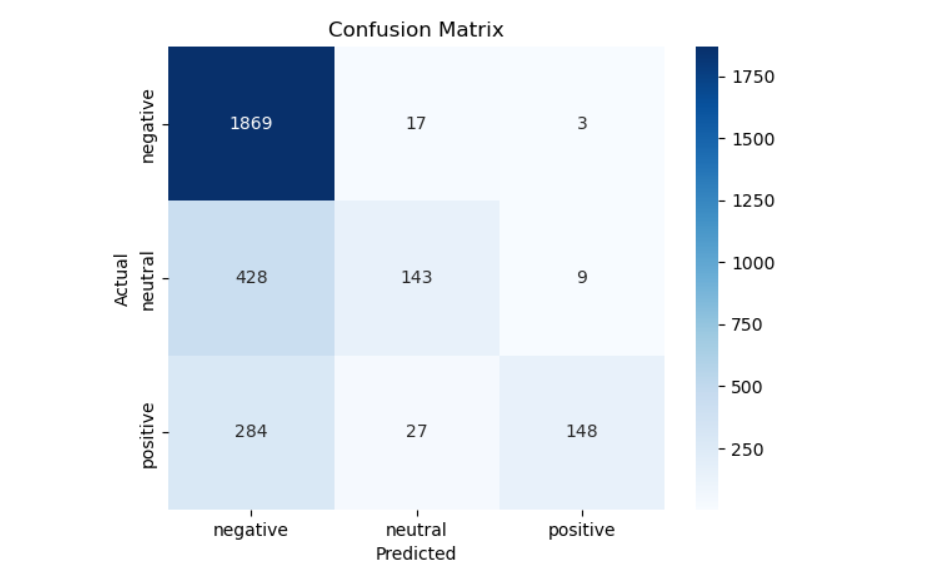 Confusion Matrix
negative
1869
17
3
Actual
neutral
428
143
9
positive
284
27
148
negative
neutral
positive
Predicted
1750
1500
1250
1000
750
500
250